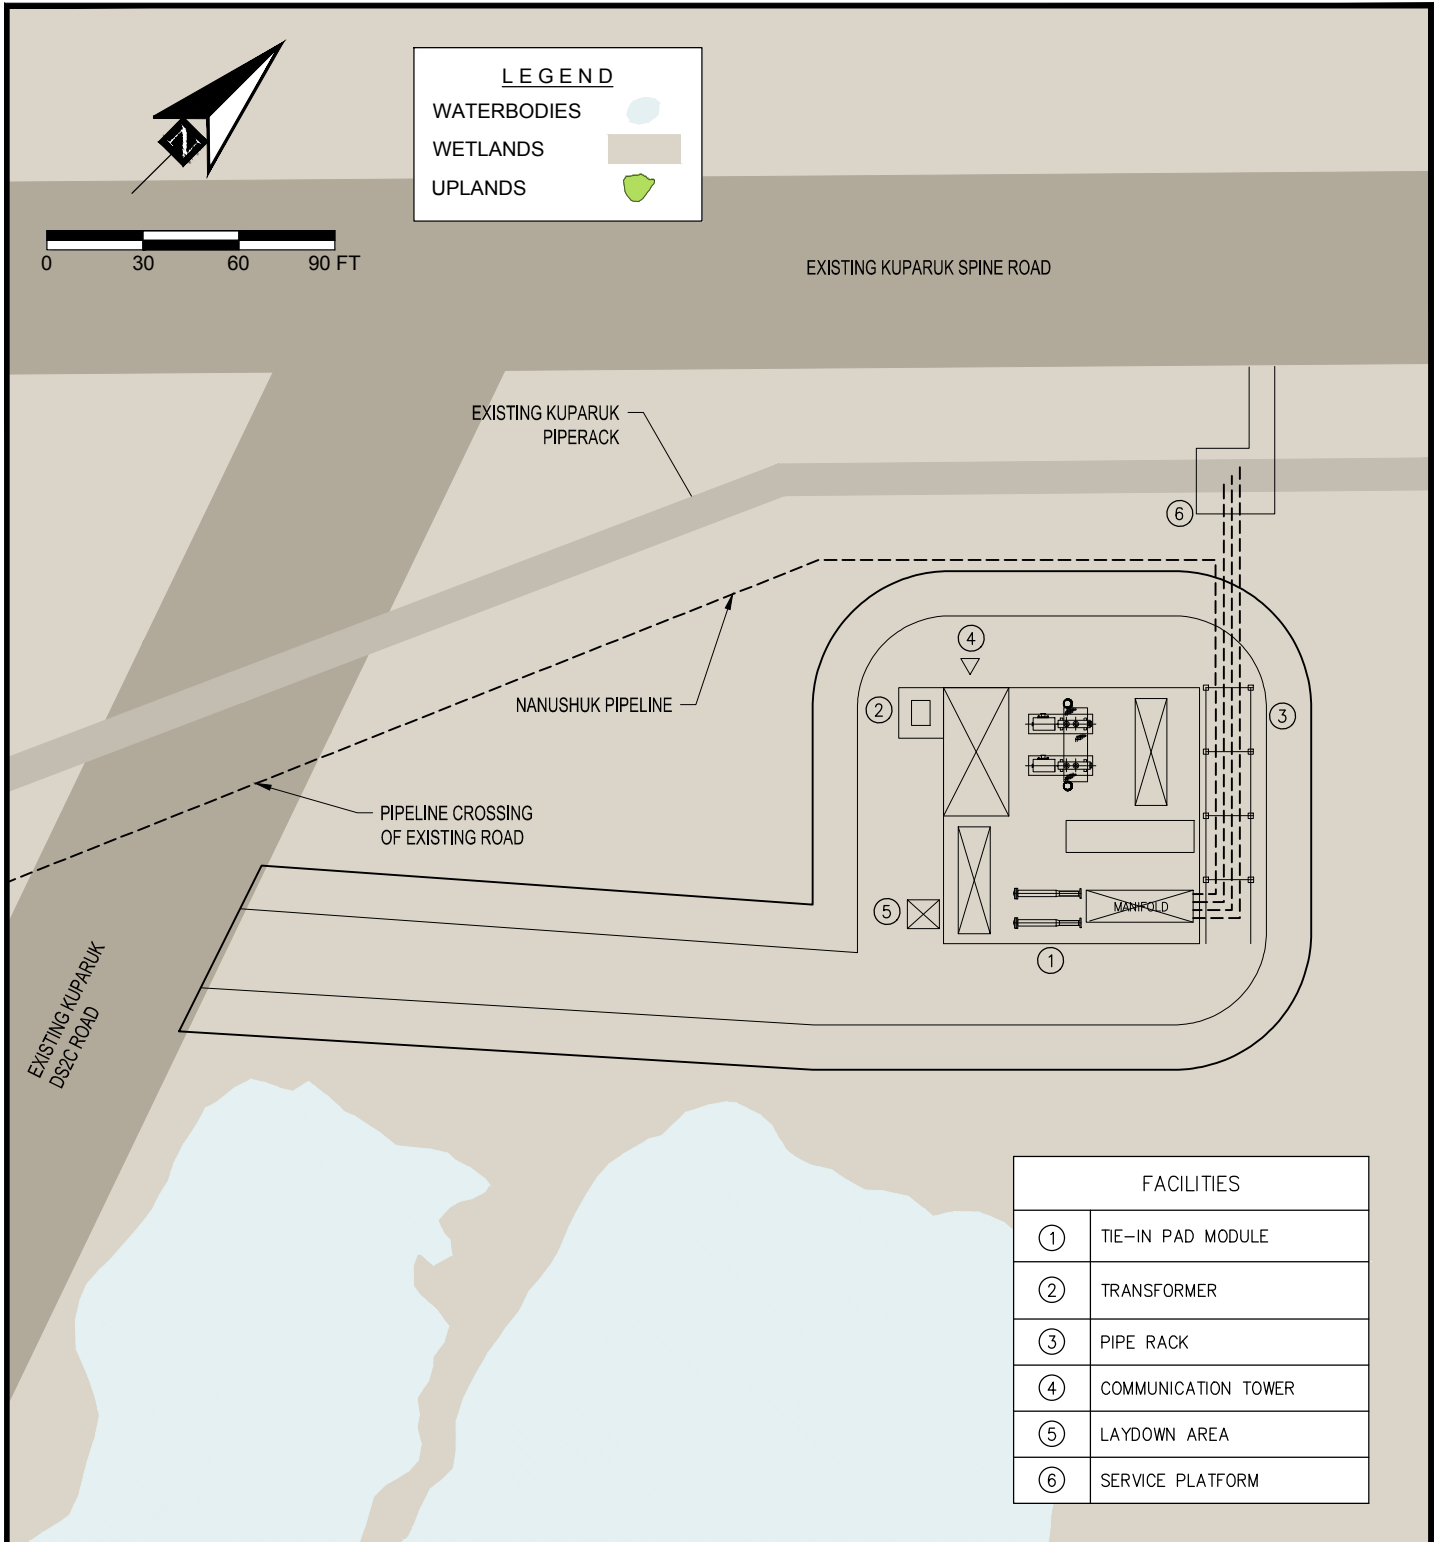 LEGEND
WATERBODIES
WETLANDS
UPLANDS
0 30 60 90 FT
EXISTING KUPARUK SPINE ROAD
EXISTING KUPARUK
PIPERACK
6
4
NANUSHUK PIPELINE
2
3
PIPELINE CROSSING
OF EXISTING ROAD
5
MANIFOLD
1
EXISTING KUPARUK
DS2C ROAD
FACILITIES
1 TIE-IN PAD MODULE
2 TRANSFORMER
3 PIPE RACK
4 COMMUNICATION TOWER
5 LAYDOWN AREA
6 SERVICE PLATFORM